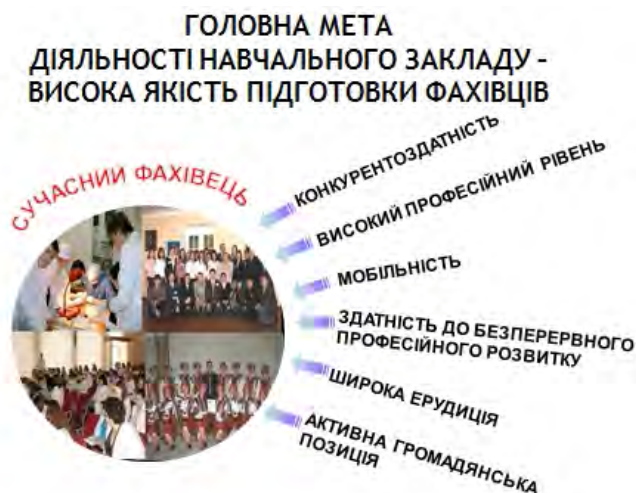 ГОЛОВНА МЕТА
ДІЯЛЬНОСТІ НАВЧАЛЬНОГО ЗАКЛАДУ –
ВИСОКА ЯКІСТЬ ПІДГОТОВКИ ФАХІВЦІВ
СУЧАСНИЙ ФАХІВЕЦЬ
КОНКУРЕНТОЗДАТНІСТЬ
ВИСОКИЙ ПРОФЕСІЙНИЙ РІВЕНЬ
МОБІЛЬНІСТЬ
ЗДАТНІСТЬ ДО БЕЗПЕРЕРВНОГО
ПРОФЕСІЙНОГО РОЗВИТКУ
ШИРОКА ЕРУДИЦІЯ
АКТИВНА ГРОМАДЯНСЬКА
ПОЗИЦІЯ